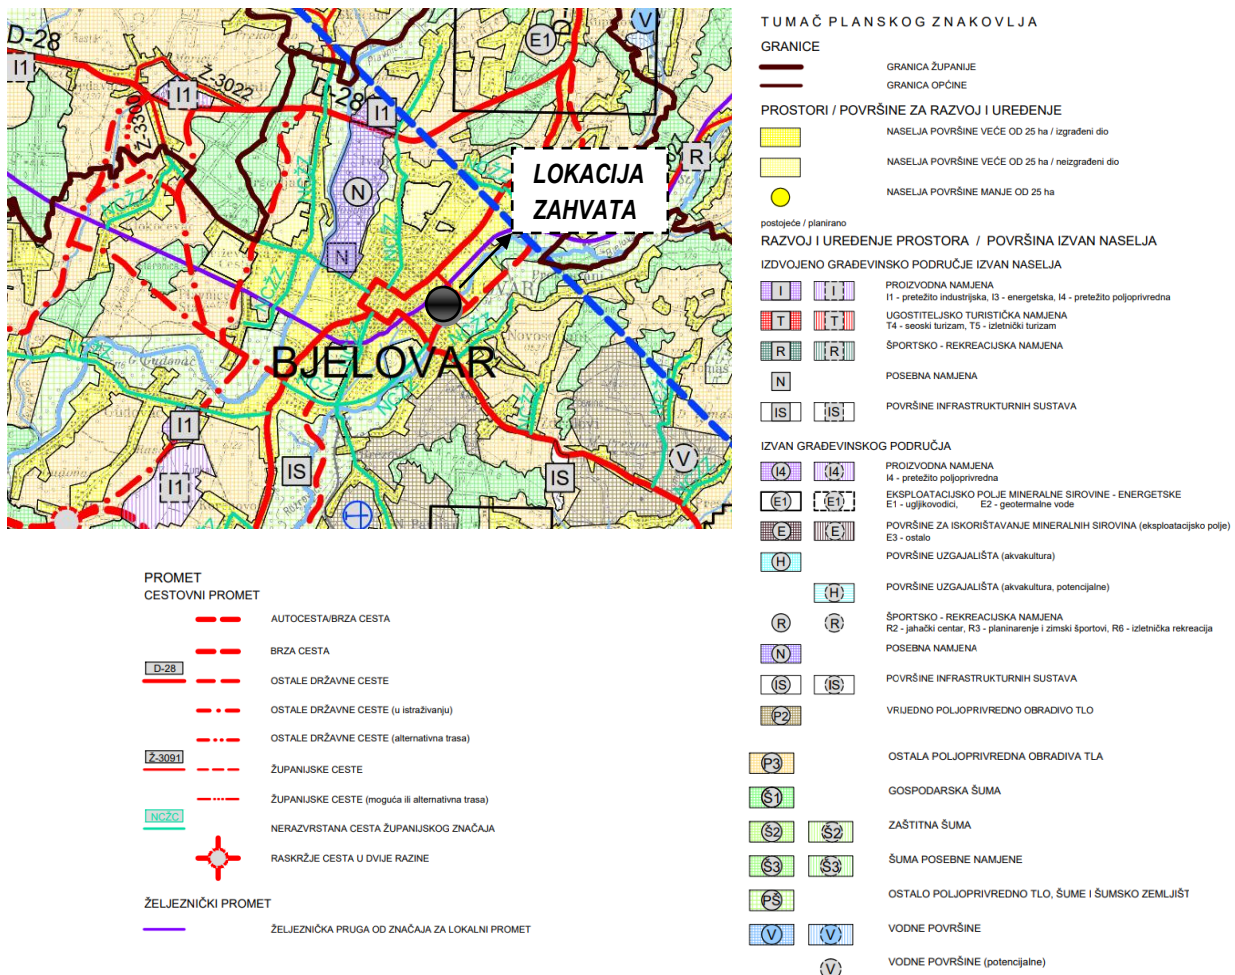 D-28
I1
Ž-3022
I1
Ž-3300
D-28
I1
E1
V
R
LOKACIJA
ZAHVATA
NCŽZ
NCŽZ
NCŽZ
NCŽZ
NCŽZ
N
N
BJELOVAR
NCŽZ
NCŽZ
NCŽZ
NCŽZ
NCŽZ
NCŽZ
I1
I1
IS
IS
V
TUMAČ PLANSKOG ZNAKOVLJA
GRANICE
GRANICA ŽUPANIJE
GRANICA OPĆINE
PROSTORI / POVRŠINE ZA RAZVOJ I UREĐENJE
NASELJA POVRŠINE VEĆE OD 25 ha / izgrađeni dio
NASELJA POVRŠINE VEĆE OD 25 ha / neizgrađeni dio
NASELJA POVRŠINE MANJE OD 25 ha
postojeće / planirano
RAZVOJ I UREĐENJE PROSTORA / POVRŠINA IZVAN NASELJA
IZDVOJENO GRAĐEVINSKO PODRUČJE IZVAN NASELJA
I I PROIZVODNA NAMJENA
I1 - pretežito industrijska, I3 - energetska, I4 - pretežito poljoprivredna
T T UGOSTITELJSKO TURISTIČKA NAMJENA
T4 - seoski turizam, T5 - izletnički turizam
R R ŠPORTSKO - REKREACIJSKA NAMJENA
N POSEBNA NAMJENA
IS IS POVRŠINE INFRASTRUKTURNIH SUSTAVA
IZVAN GRAĐEVINSKOG PODRUČJA
I4 I4 PROIZVODNA NAMJENA
I4 - pretežito poljoprivredna
E1 E1 EKSPLOATACIJSKO POLJE MINERALNE SIROVINE - ENERGETSKE
E1 - ugljikovodici, E2 - geotermalne vode
E E POVRŠINE ZA ISKORIŠTAVANJE MINERALNIH SIROVINA (eksploatacijsko polje)
E3 - ostalo
H POVRŠINE UZGAJALIŠTA (akvakultura)
H POVRŠINE UZGAJALIŠTA (akvakultura, potencijalne)
R R ŠPORTSKO - REKREACIJSKA NAMJENA
R2 - jahački centar, R3 - planinarenje i zimski športovi, R6 - izletnička rekreacija
N POSEBNA NAMJENA
IS IS POVRŠINE INFRASTRUKTURNIH SUSTAVA
P2 VRIJEDNO POLJOPRIVREDNO OBRADIVO TLO
P3 OSTALA POLJOPRIVREDNA OBRADIVA TLA
Š1 GOSPODARSKA ŠUMA
Š2 Š2 ZAŠTITNA ŠUMA
Š3 Š3 ŠUMA POSEBNE NAMJENE
PŠ OSTALO POLJOPRIVREDNO TLO, ŠUME I ŠUMSKO ZEMLJIŠT
V V VODNE POVRŠINE
V VODNE POVRŠINE (potencijalne)
PROMET
CESTOVNI PROMET
AUTOCESTA/BRZA CESTA
BRZA CESTA
D-28
OSTALE DRŽAVNE CESTE
OSTALE DRŽAVNE CESTE (u istraživanju)
OSTALE DRŽAVNE CESTE (alternativna trasa)
Ž-3091
ŽUPANIJSKE CESTE
ŽUPANIJSKE CESTE (moguća ili alternativna trasa)
NCŽC
NERAZVRSTANA CESTA ŽUPANIJSKOG ZNAČAJA
RASKRŽJE CESTA U DVIJE RAZINE
ŽELJEZNIČKI PROMET
ŽELJEZNIČKA PRUGA OD ZNAČAJA ZA LOKALNI PROMET